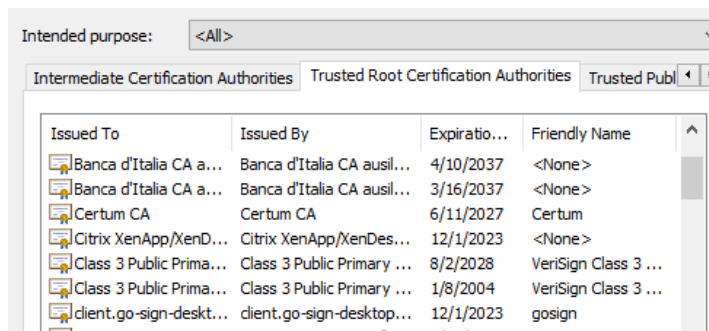 Intended purpose: <All>
Intermediate Certification Authorities Trusted Root Certification Authorities Trusted Publ
Issued To Issued By Expiratio... Friendly Name
Banca d'Italia CA a... Banca d'Italia CA ausil... 4/10/2037 <None>
Banca d'Italia CA a... Banca d'Italia CA ausil... 3/16/2037 <None>
Certum CA Certum CA 6/11/2027 Certum
Citrix XenApp/XenD... Citrix XenApp/XenDes... 12/1/2023 <None>
Class 3 Public Prima... Class 3 Public Primary ... 8/2/2028 VeriSign Class 3 ...
Class 3 Public Prima... Class 3 Public Primary ... 1/8/2004 VeriSign Class 3 ...
client.go-sign-deskt... client.go-sign-desktop... 12/1/2023 gosign